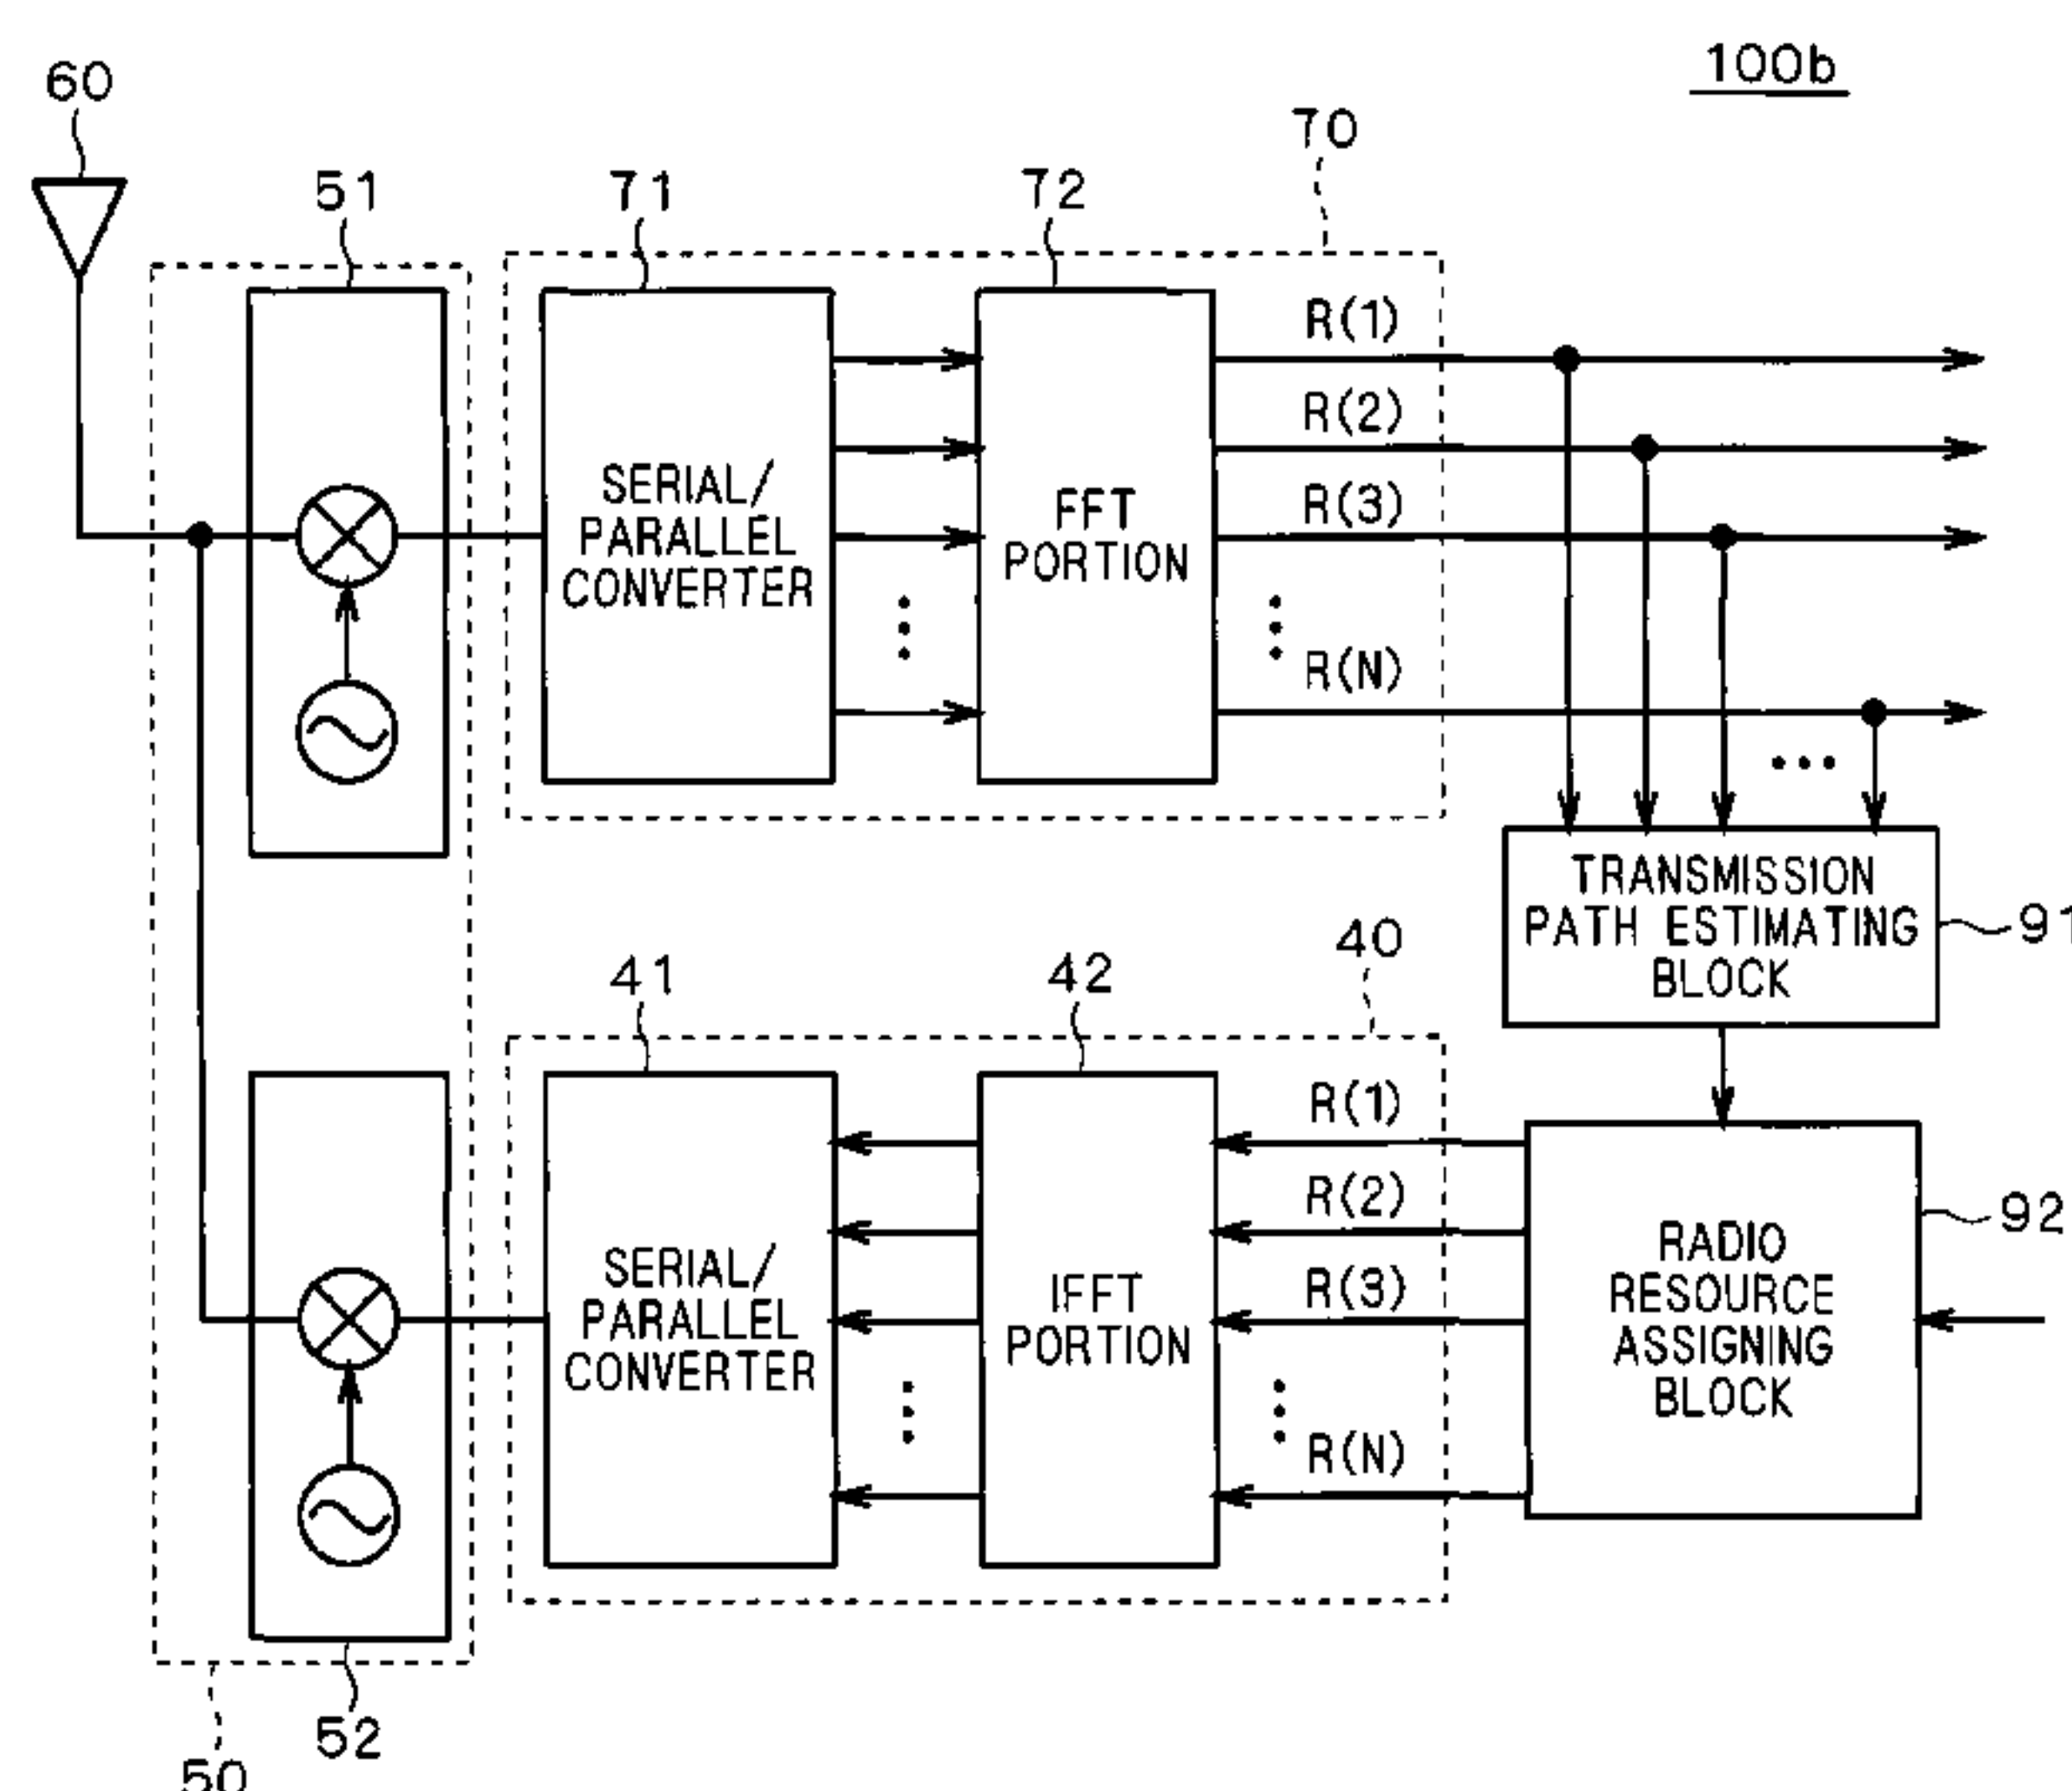 100b
60
70
51
71
72
R(1)
R(2)
R(3)
R(N)
SERIAL/
PARALLEL
CONVERTER
FFT
PORTION
TRANSMISSION
PATH ESTIMATING
BLOCK
91
40
41
42
R(1)
R(2)
R(3)
R(N)
SERIAL/
PARALLEL
CONVERTER
IFFT
PORTION
RADIO
RESOURCE
ASSIGNING
BLOCK
92
52
50